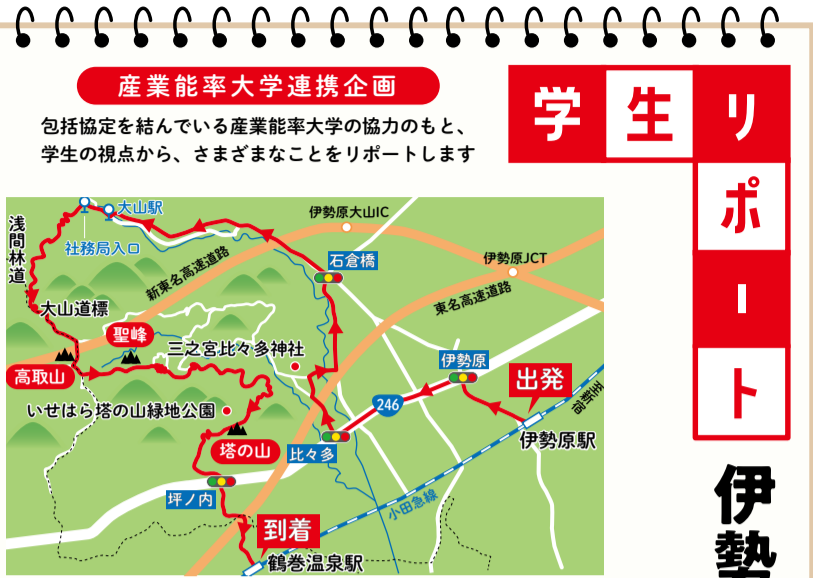 産業能率大学連携企画
包括協定を結んでいる産業能率大学の協力のもと、
学生の視点から、さまざまなことをリポートします
学生リポート
伊勢
大山駅
社務局入口
浅間林道
新東名高速道路
伊勢原大山IC
石倉橋
伊勢原JCT
東名高速道路
大山道標
聖峰
三之宮比々多神社
高取山
伊勢原
出発
至新宿
246
いせはら塔の山緑地公園
塔の山
比々多
伊勢原駅
坪ノ内
小田急線
到着
鶴巻温泉駅